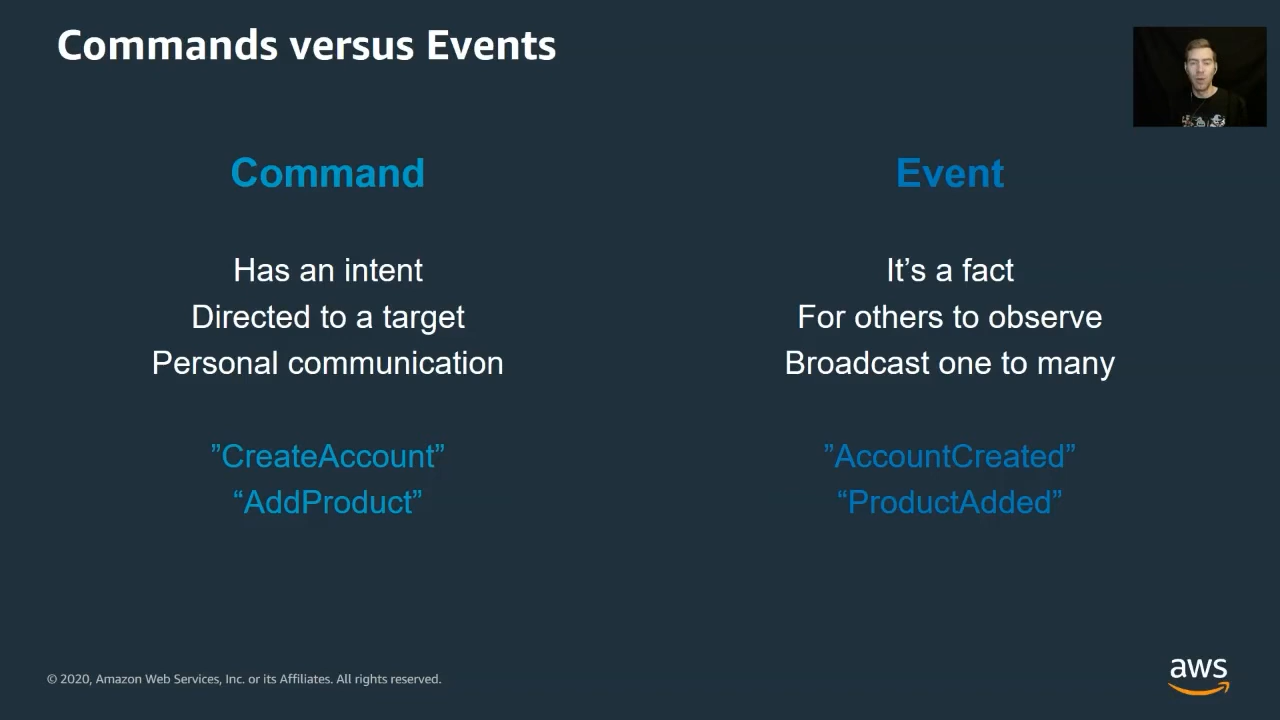 Commands versus Events
Command
Has an intent
Directed to a target
Personal communication
”CreateAccount”
“AddProduct”
Event
It’s a fact
For others to observe
Broadcast one to many
”AccountCreated”
“ProductAdded”
© 2020, Amazon Web Services, Inc. or its Affiliates. All rights reserved.
aws